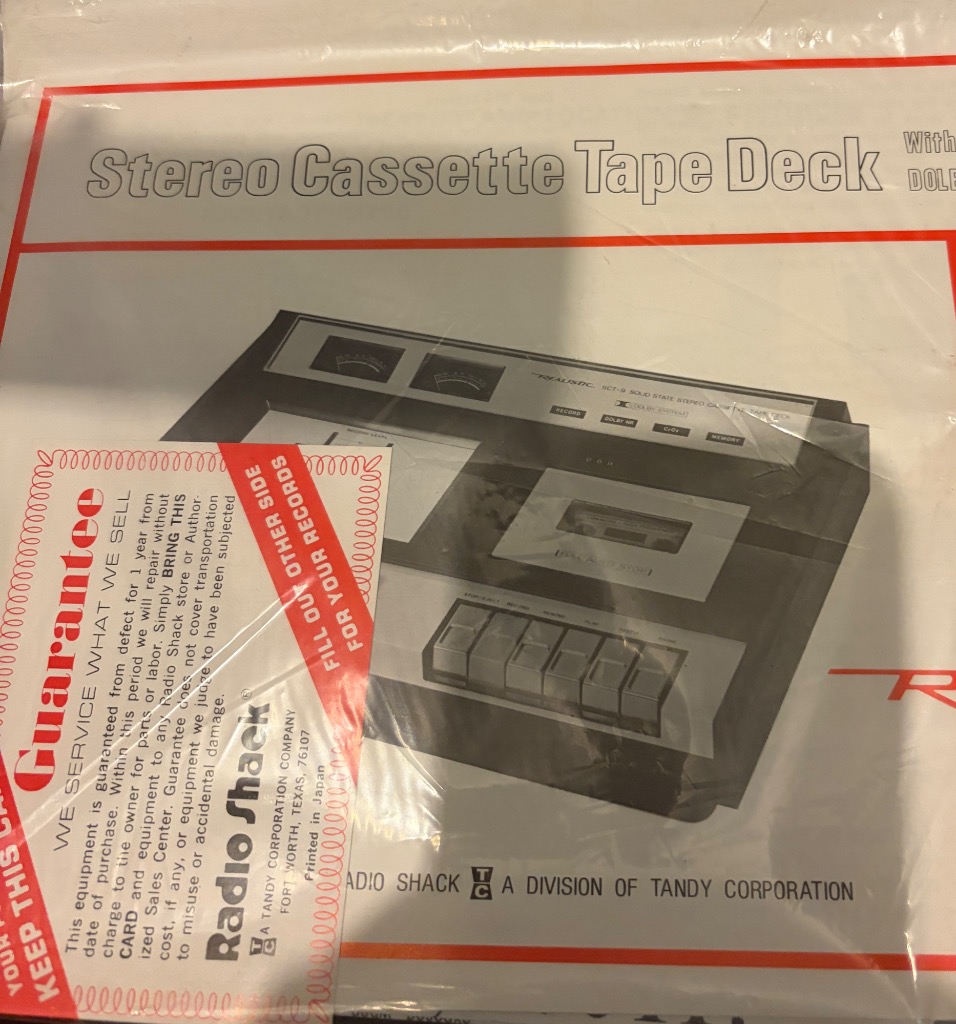 Stereo Cassette Tape Deck
With
DOLB
REALISTIC SCT-9 SOLID STATE STEREO CASSETTE TAPE DECK
DOLBY SYSTEM
RECORD
DOLBY NR
CrO₂
MEMORY
ADIO SHACK TC A DIVISION OF TANDY CORPORATION
KEEP THIS CA
Guarantee
WE SERVICE WHAT WE SELL
This equipment is guaranteed from defect for 1 year from
date of purchase. Within this period we will repair without
charge to the owner for parts or labor. Simply BRING THIS
CARD and equipment to any Radio Shack store or Author-
ized Sales Center. Guarantee does not cover transportation
cost, if any, or equipment we judge to have been subjected
to misuse or accidental damage.
Radio Shack®
TC A TANDY CORPORATION COMPANY
FORT WORTH, TEXAS, 76107
Printed in Japan
FILL OUT OTHER SIDE
FOR YOUR RECORDS